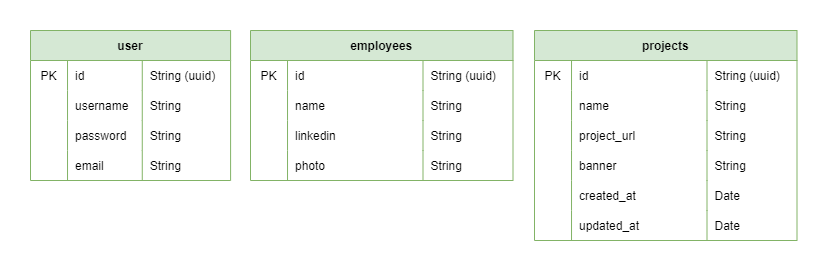 user
PK id String (uuid)
username String
password String
email String
employees
PK id String (uuid)
name String
linkedin String
photo String
projects
PK id String (uuid)
name String
project_url String
banner String
created_at Date
updated_at Date